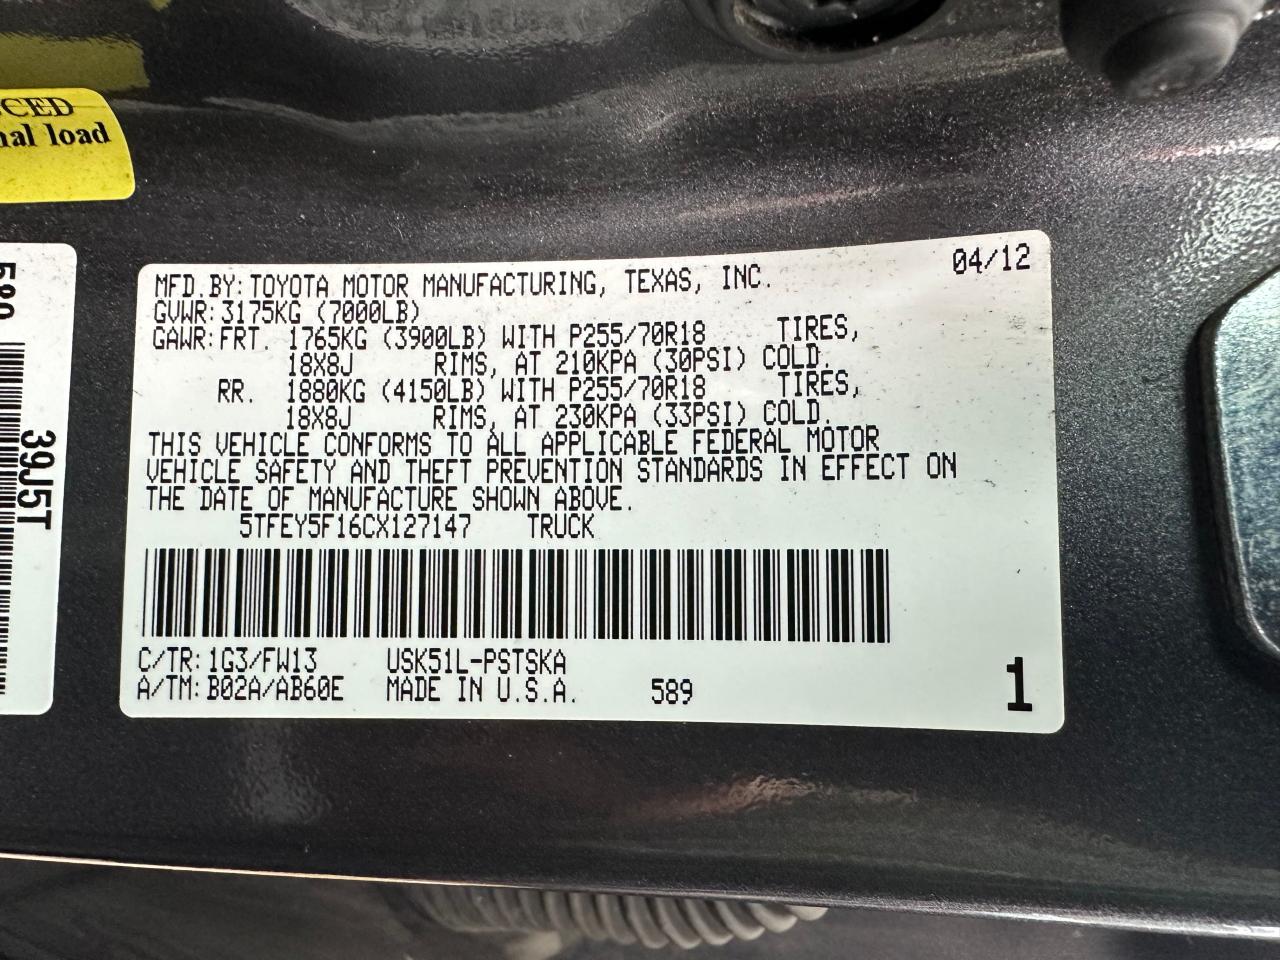 CED
nal load
39J5T
MFD.BY: TOYOTA MOTOR MANUFACTURING, TEXAS, INC. 04/12
GVWR: 3175KG (7000LB)
GAWR: FRT. 1765KG (3900LB) WITH P255/70R18 TIRES,
18X8J RIMS, AT 210KPA (30PSI) COLD.
RR. 1880KG (4150LB) WITH P255/70R18 TIRES,
18X8J RIMS, AT 230KPA (33PSI) COLD.
THIS VEHICLE CONFORMS TO ALL APPLICABLE FEDERAL MOTOR
VEHICLE SAFETY AND THEFT PREVENTION STANDARDS IN EFFECT ON
THE DATE OF MANUFACTURE SHOWN ABOVE.
5TFEY5F16CX127147 TRUCK
C/TR: 1G3/FW13 USK51L-PSTSKA
A/TM: B02A/AB60E MADE IN U.S.A. 589 1